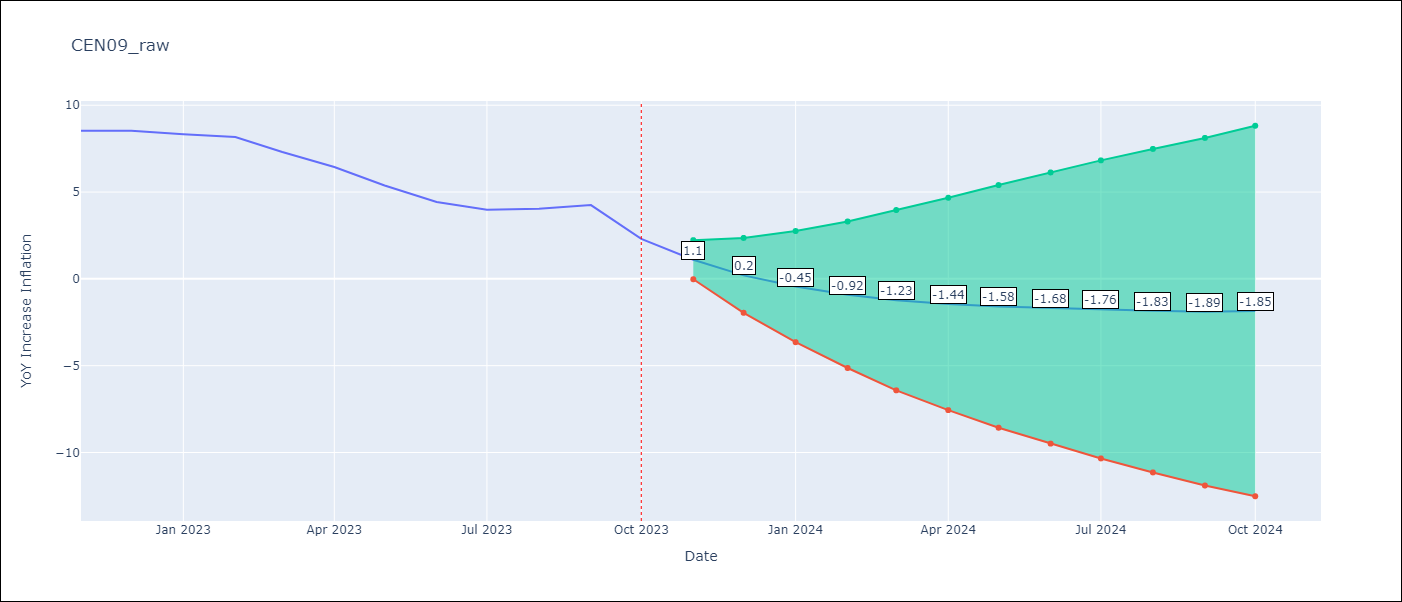 CEN09_raw
10
5
0
−5
−10
YoY Increase Inflation
1.1
0.2
-0.45
-0.92
-1.23
-1.44
-1.58
-1.68
-1.76
-1.83
-1.89
-1.85
Jan 2023
Apr 2023
Jul 2023
Oct 2023
Jan 2024
Apr 2024
Jul 2024
Oct 2024
Date